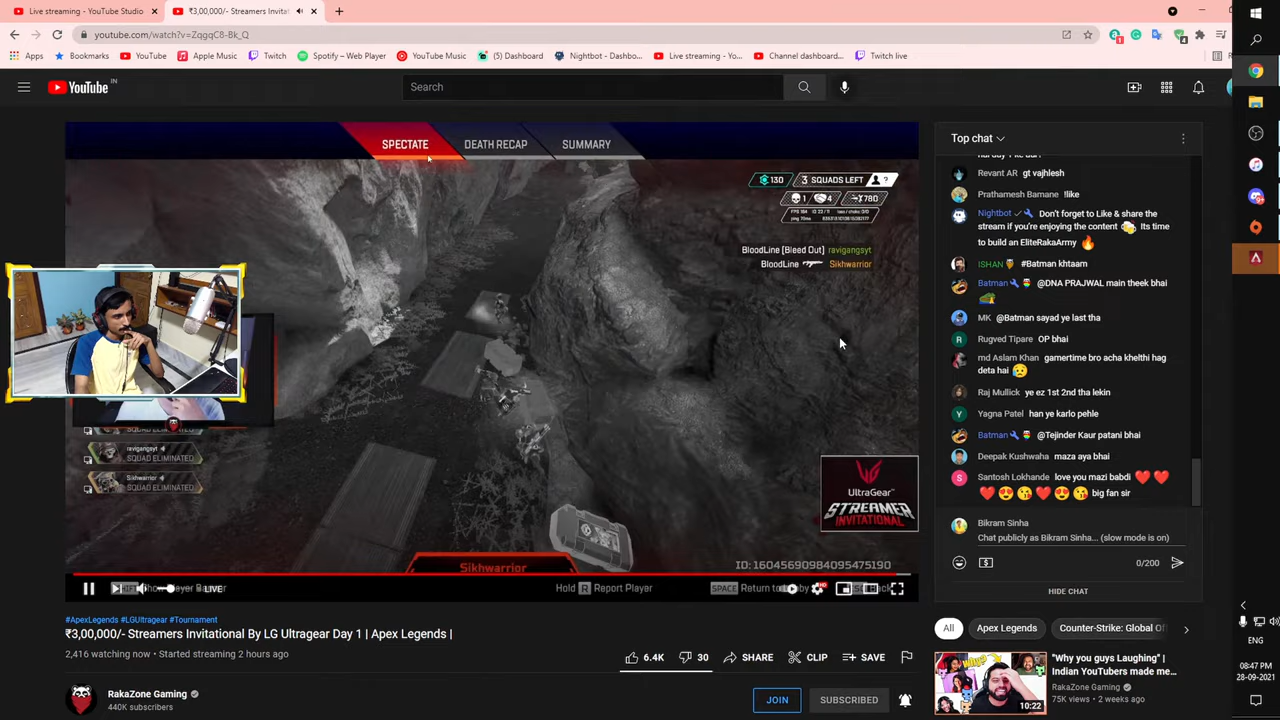 Live streaming - YouTube Studio
₹3,00,000/- Streamers Invitat
youtube.com/watch?v=ZqgqC8-Bk_Q
Apps
Bookmarks
YouTube
Apple Music
Twitch
Spotify – Web Player
YouTube Music
(5) Dashboard
Nightbot - Dashbo...
Live streaming - Yo...
Channel dashboard...
Twitch live
YouTube IN
Search
SPECTATE
DEATH RECAP
SUMMARY
130
3 SQUADS LEFT
?
1
4
780
BloodLine [Bleed Out] ravigangsyt
BloodLine Sikhwarrior
SQUAD ELIMINATED
ravigangsyt
SQUAD ELIMINATED
Sikhwarrior
SQUAD ELIMINATED
UltraGear
STREAMER
INVITATIONAL
Sikhwarrior
ID: 16045690984095475190
LIVE
Hold R Report Player
SPACE Return to
Top chat
Revant AR gt vajhlesh
Prathamesh Bamane !like
Nightbot Don't forget to Like & share the
stream if you're enjoying the content Its time
to build an EliteRakaArmy 🔥
ISHAN #Batman khtaam
Batman @DNA PRAJWAL main theek bhai
MK @Batman sayad ye last tha
R
Rugved Tipare OP bhai
md Aslam Khan gamertime bro acha khelthi hag
deta hai 😥
Raj Mullick ye ez 1st 2nd tha lekin
Y
Yagna Patel han ye karlo pehle
Batman @Tejinder Kaur patani bhai
Deepak Kushwaha maza aya bhai
S
Santosh Lokhande love you mazi babdi ❤️ ❤️
❤️ 😍 😘 ❤️ 😍 😘 big fan sir
Bikram Sinha
Chat publicly as Bikram Sinha... (slow mode is on)
0/200
HIDE CHAT
#ApexLegends #LGUltragear #Tournament
₹3,00,000/- Streamers Invitational By LG Ultragear Day 1 | Apex Legends |
2,416 watching now • Started streaming 2 hours ago
6.4K
30
SHARE
CLIP
SAVE
All
Apex Legends
Counter-Strike: Global Of
"Why you guys Laughing" |
Indian YouTubers made me...
RakaZone Gaming
75K views • 2 weeks ago
10:22
RakaZone Gaming
440K subscribers
JOIN
SUBSCRIBED
ENG
08:47 PM
28-09-2021